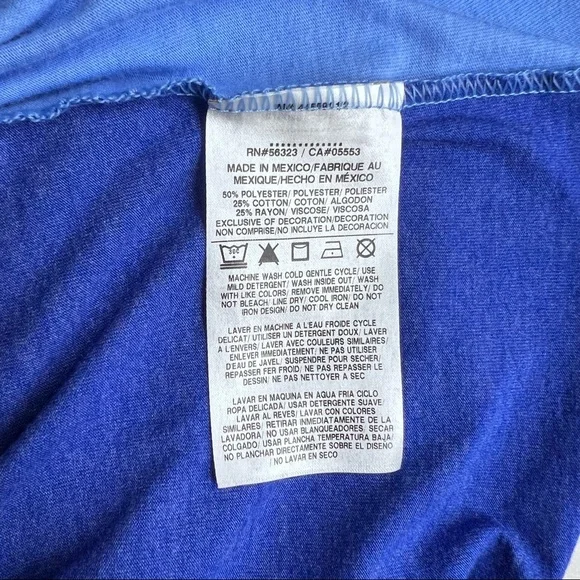 RN#56323 / CA#05553
MADE IN MEXICO/FABRIQUE AU
MEXIQUE/HECHO EN MÉXICO
50% POLYESTER/ POLYESTER/ POLIESTER
25% COTTON/ COTON/ ALGODON
25% RAYON/ VISCOSE/ VISCOSA
EXCLUSIVE OF DECORATION/DECORATION
NON COMPRISE/NO INCLUYE LA DECORACION
30C
MACHINE WASH COLD GENTLE CYCLE/ USE
MILD DETERGENT/ WASH INSIDE OUT/ WASH
WITH LIKE COLORS/ REMOVE IMMEDIATELY/ DO
NOT BLEACH/ LINE DRY/ COOL IRON/ DO NOT
IRON DESIGN/ DO NOT DRY CLEAN
LAVER EN MACHINE A L'EAU FROIDE CYCLE
DELICAT/ UTILISER UN DETERGENT DOUX/ LAVER
A L'ENVERS/ LAVER AVEC COULEURS SIMILAIRES/
ENLEVER IMMEDIATEMENT/ NE PAS UTILISER
D'EAU DE JAVEL/ SUSPENDRE POUR SECHER/
REPASSER FER FROID/ NE PAS REPASSER LE
DESSIN/ NE PAS NETTOYER A SEC
LAVAR EN MAQUINA EN AGUA FRIA CICLO
ROPA DELICADA/ USAR DETERGENTE SUAVE/
LAVAR AL REVES/ LAVAR CON COLORES
SIMILARES/ RETIRAR IMMEDIATAMENTE DE LA
LAVADORA/ NO USAR BLANQUEADORES/ SECAR
COLGADO/ USAR PLANCHA TEMPERATURA BAJA/
NO PLANCHAR DIRECTAMENTE SOBRE EL DISENO
/ NO LAVAR EN SECO